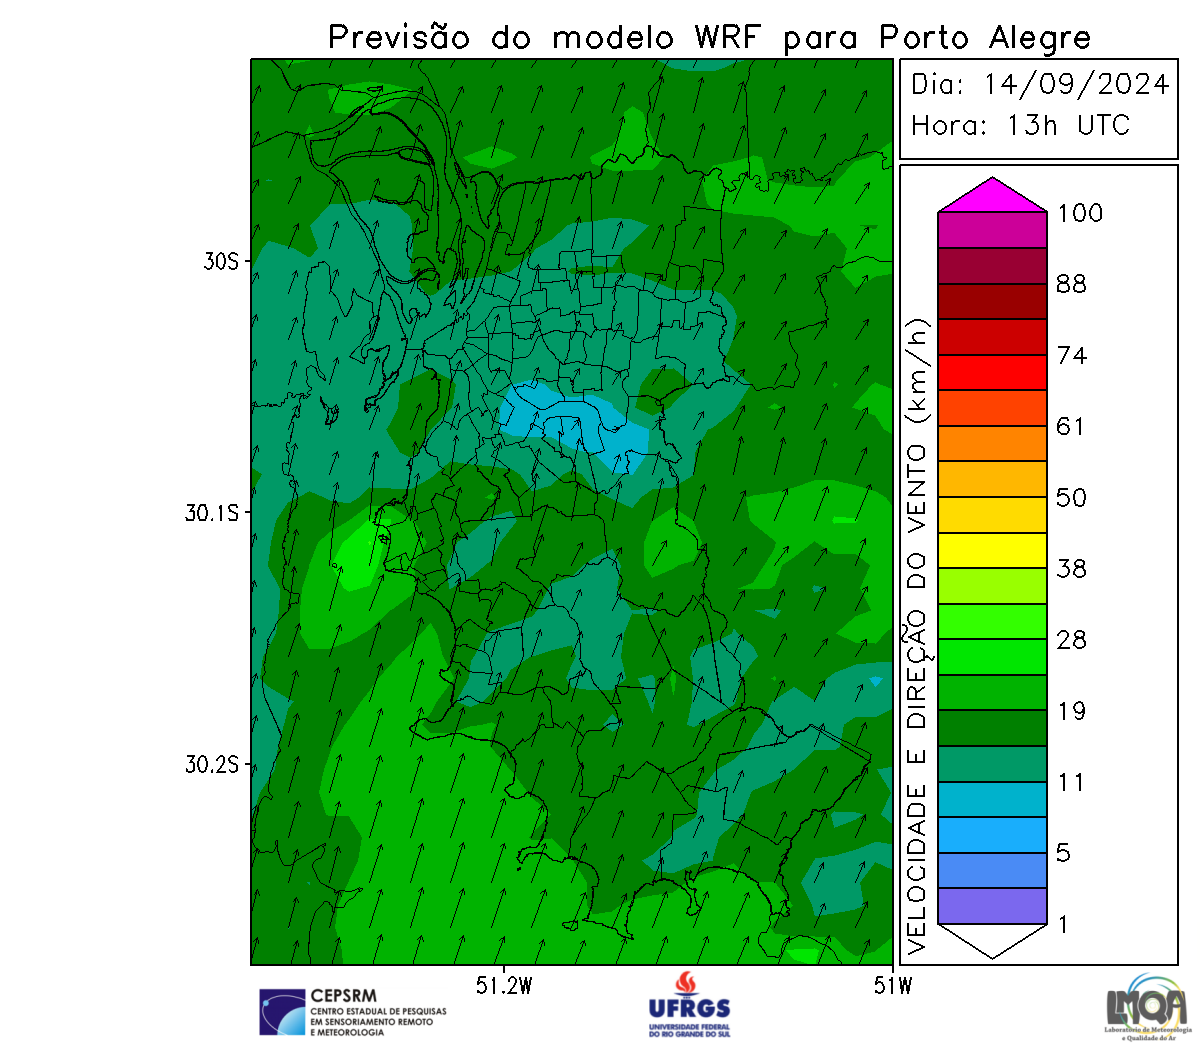 Previsão do modelo WRF para Porto Alegre
Dia: 14/09/2024
Hora: 13h UTC
30S
30.1S
30.2S
51.2W
51W
VELOCIDADE E DIREÇÃO DO VENTO (km/h)
100
88
74
61
50
38
28
19
11
5
1
CEPSRM
CENTRO ESTADUAL DE PESQUISAS
EM SENSORIAMENTO REMOTO
E METEOROLOGIA
UFRGS
UNIVERSIDADE FEDERAL
DO RIO GRANDE DO SUL
LMQA
Laboratório de Meteorologia
e Qualidade do Ar